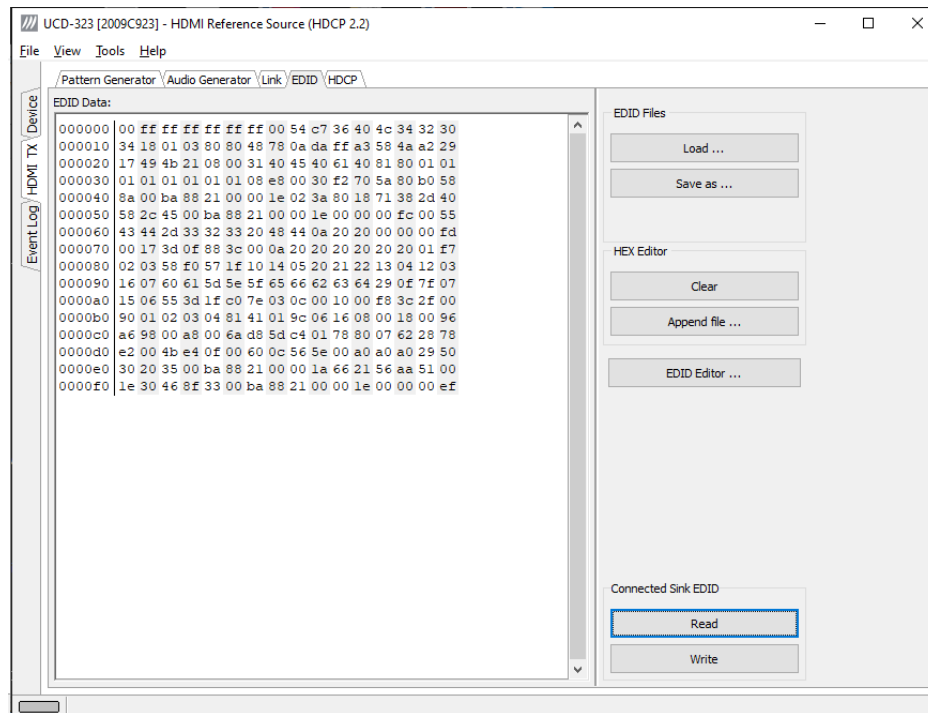 UCD-323 [2009C923] - HDMI Reference Source (HDCP 2.2)
File View Tools Help
Pattern Generator Audio Generator Link EDID HDCP
Device
HDMI TX
Event Log
EDID Data:
000000 00 ff ff ff ff ff ff 00 54 c7 36 40 4c 34 32 30
000010 34 18 01 03 80 80 48 78 0a da ff a3 58 4a a2 29
000020 17 49 4b 21 08 00 31 40 45 40 61 40 81 80 01 01
000030 01 01 01 01 01 01 08 e8 00 30 f2 70 5a 80 b0 58
000040 8a 00 ba 88 21 00 00 1e 02 3a 80 18 71 38 2d 40
000050 58 2c 45 00 ba 88 21 00 00 1e 00 00 00 fc 00 55
000060 43 44 2d 33 32 33 20 48 44 0a 20 20 00 00 00 fd
000070 00 17 3d 0f 88 3c 00 0a 20 20 20 20 20 20 01 f7
000080 02 03 58 f0 57 1f 10 14 05 20 21 22 13 04 12 03
000090 16 07 60 61 5d 5e 5f 65 66 62 63 64 29 0f 7f 07
0000a0 15 06 55 3d 1f c0 7e 03 0c 00 10 00 f8 3c 2f 00
0000b0 90 01 02 03 04 81 41 01 9c 06 16 08 00 18 00 96
0000c0 a6 98 00 a8 00 6a d8 5d c4 01 78 80 07 62 28 78
0000d0 e2 00 4b e4 0f 00 60 0c 56 5e 00 a0 a0 a0 29 50
0000e0 30 20 35 00 ba 88 21 00 00 1a 66 21 56 aa 51 00
0000f0 1e 30 46 8f 33 00 ba 88 21 00 00 1e 00 00 00 ef
EDID Files
Load ...
Save as ...
HEX Editor
Clear
Append file ...
EDID Editor ...
Connected Sink EDID
Read
Write